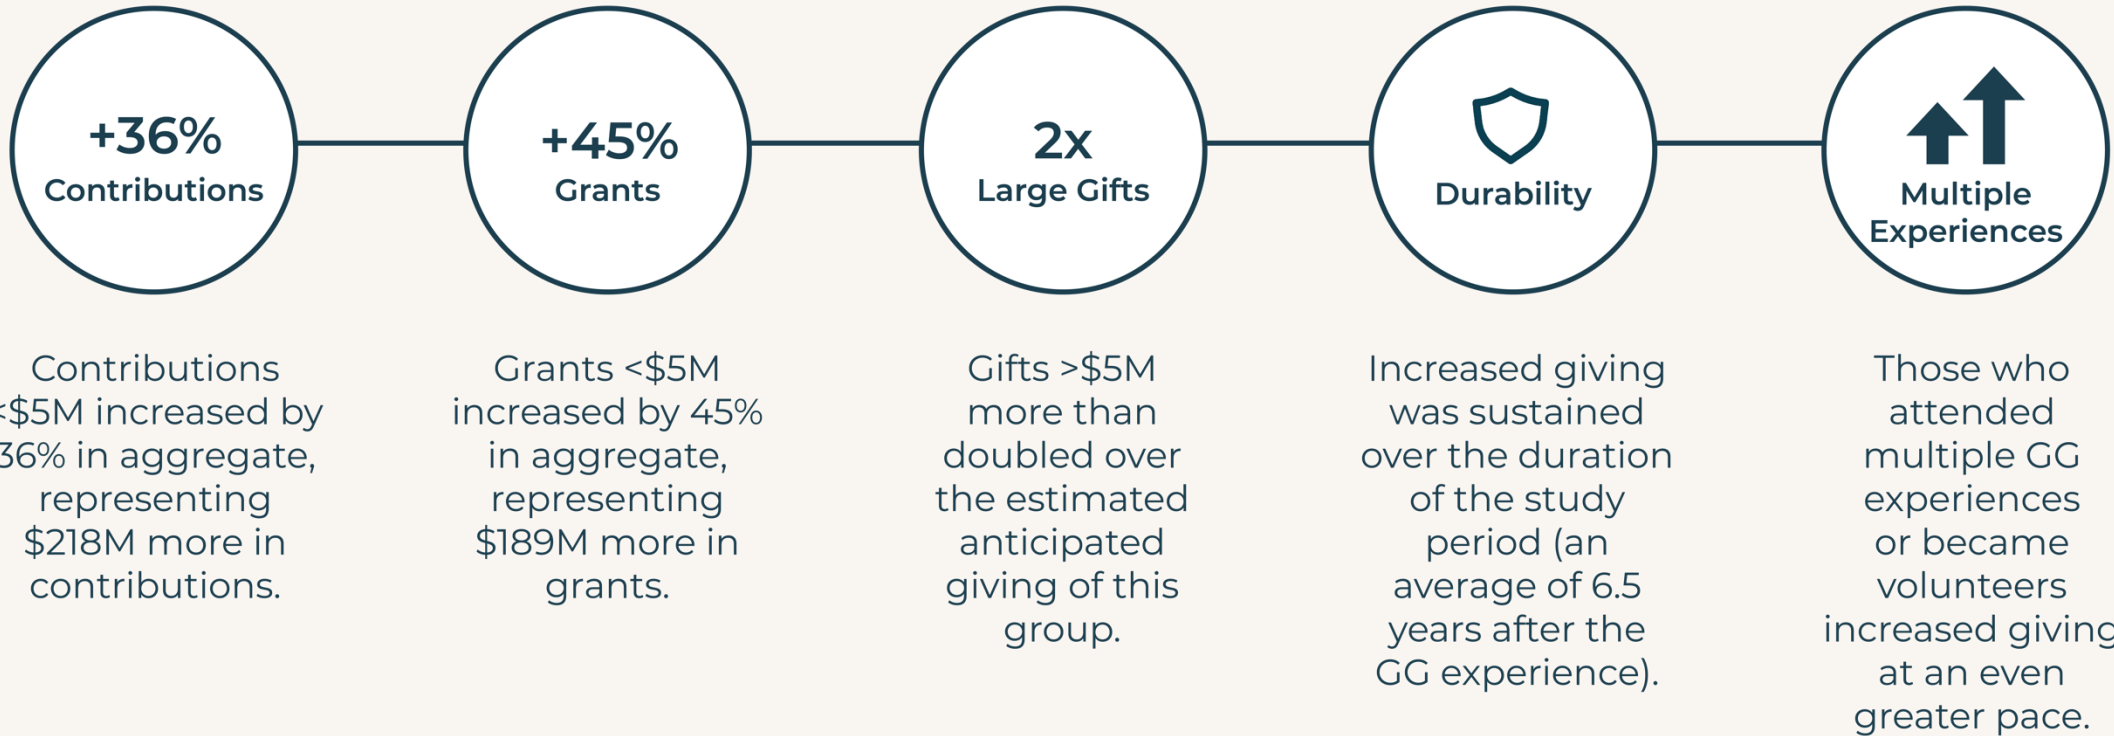 +36%
Contributions
+45%
Grants
2x
Large Gifts
Durability
Multiple
Experiences
Contributions
<$5M increased by
36% in aggregate,
representing
$218M more in
contributions.
Grants <$5M
increased by 45%
in aggregate,
representing
$189M more in
grants.
Gifts >$5M
more than
doubled over
the estimated
anticipated
giving of this
group.
Increased giving
was sustained
over the duration
of the study
period (an
average of 6.5
years after the
GG experience).
Those who
attended
multiple GG
experiences
or became
volunteers
increased giving
at an even
greater pace.